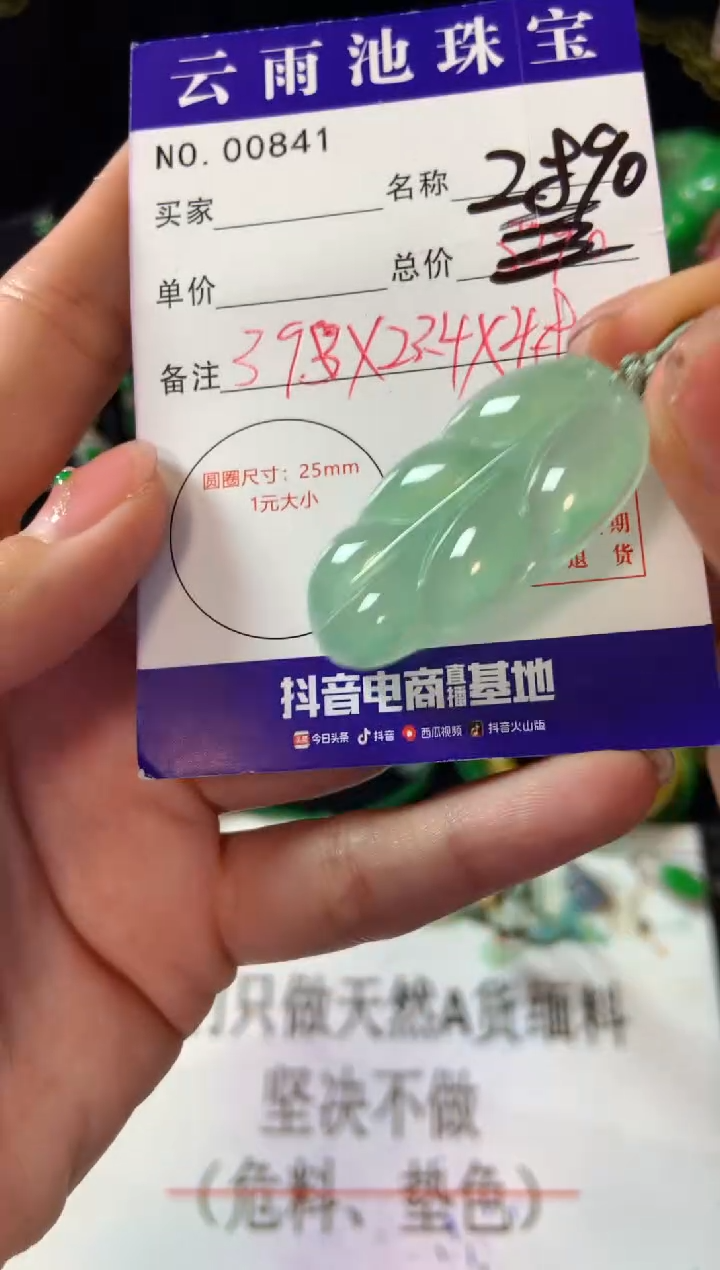 云雨池珠宝
NO. 00841
买家 名称 2890
单价 总价
备注 39.8X23.4X4.8
圆圈尺寸：25mm
1元大小
期
退 货
抖音电商直播基地
今日头条 抖音 西瓜视频 抖音火山版
只做天然A货缅料
坚决不做
（危料、垫色）